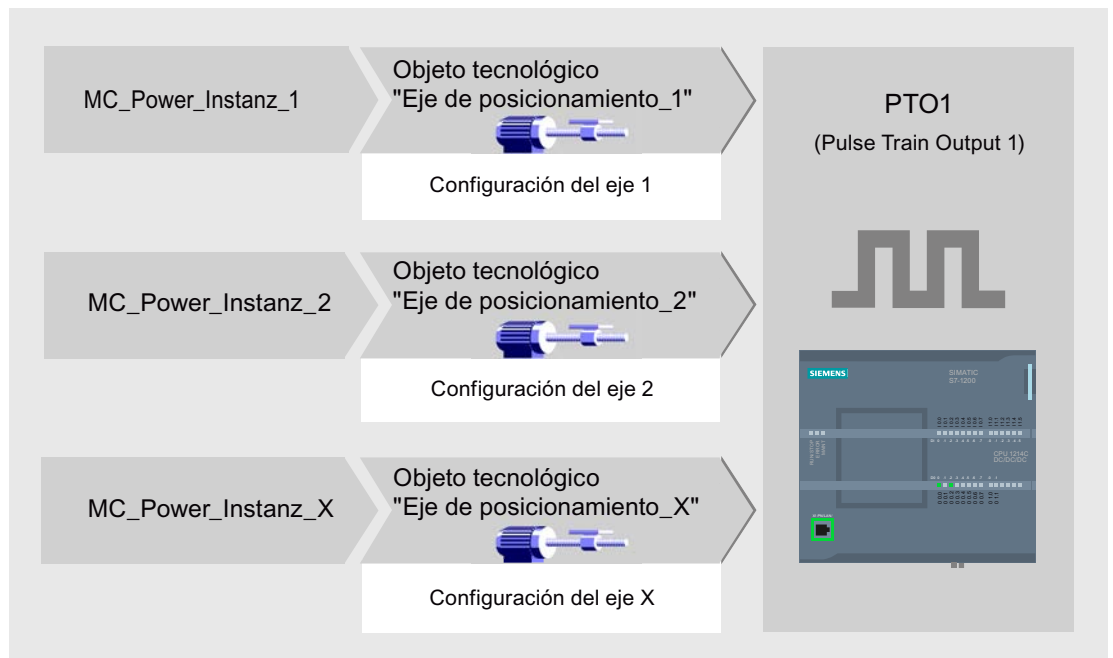 MC_Power_Instanz_1
Objeto tecnológico
"Eje de posicionamiento_1"
Configuración del eje 1
MC_Power_Instanz_2
Objeto tecnológico
"Eje de posicionamiento_2"
Configuración del eje 2
MC_Power_Instanz_X
Objeto tecnológico
"Eje de posicionamiento_X"
Configuración del eje X
PTO1
(Pulse Train Output 1)
SIEMENS
SIMATIC
S7-1200
CPU 1214C
DC/DC/DC